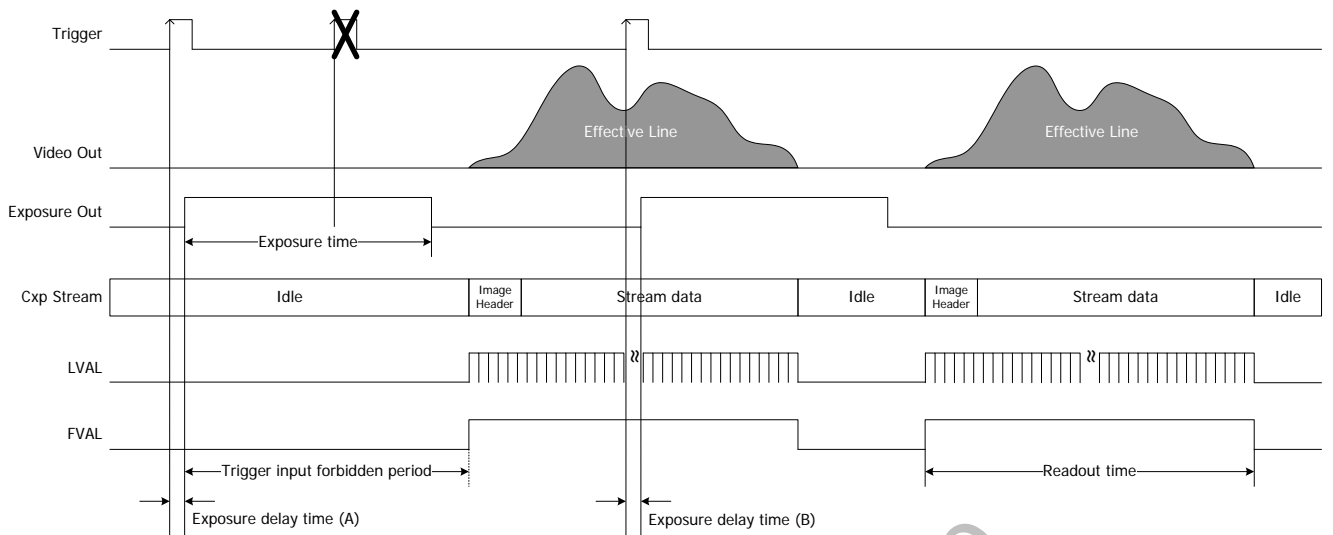 Trigger
Effective Line
Effective Line
Video Out
Exposure Out
Exposure time
Cxp Stream
Idle
Image
Header
Stream data
Idle
Image
Header
Stream data
Idle
LVAL
≈
≈
FVAL
Trigger input forbidden period
Readout time
Exposure delay time (A)
Exposure delay time (B)